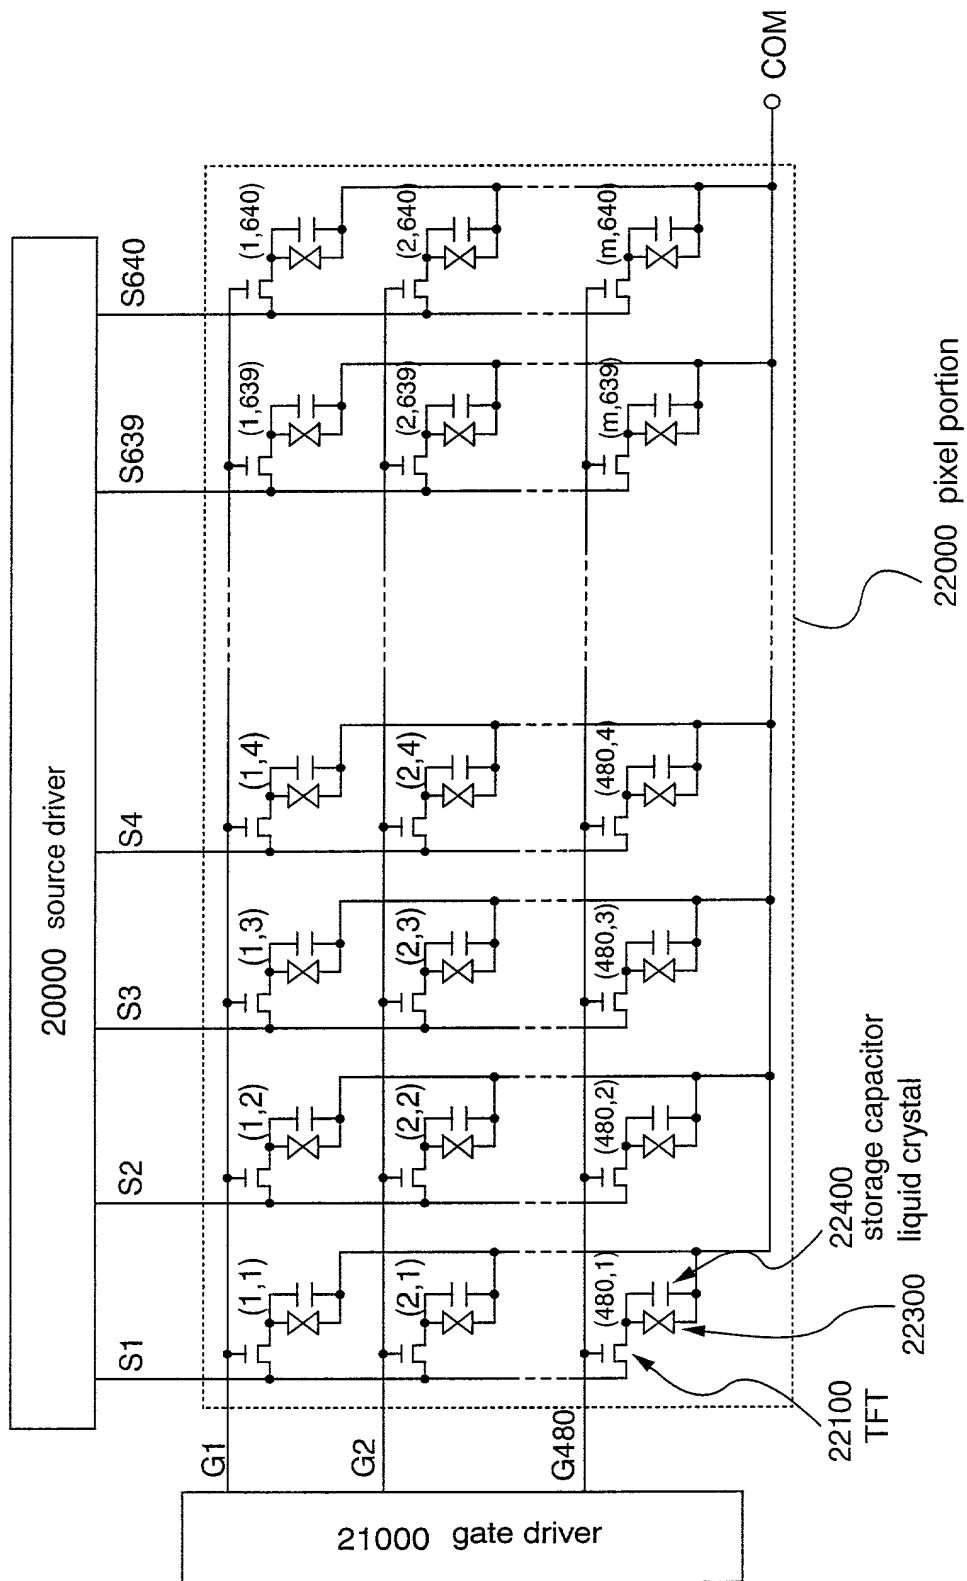 20000 source driver
S1
S2
S3
S4
S639
S640
G1
(1,1)
(1,2)
(1,3)
(1,4)
(1,639)
(1,640)
G2
(2,1)
(2,2)
(2,3)
(2,4)
(2,639)
(2,640)
G480
(480,1)
(480,2)
(480,3)
(480,4)
(m,639)
(m,640)
21000 gate driver
COM
22100
TFT
22300
22400
storage capacitor
liquid crystal
22000 pixel portion